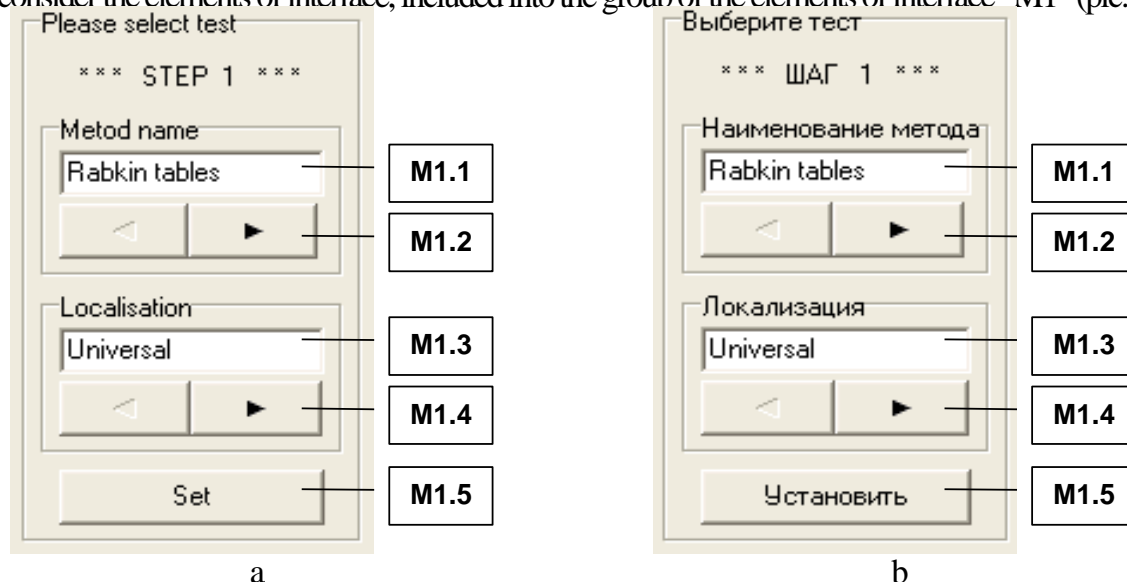 consider the elements of interface, included into the group of the elements of interface "M1" (pic.
Please select test
*** STEP 1 ***
Metod name
Rabkin tables
M1.1
M1.2
Localisation
Universal
M1.3
M1.4
Set
M1.5
a
Выберите тест
*** ШАГ 1 ***
Наименование метода
Rabkin tables
M1.1
M1.2
Локализация
Universal
M1.3
M1.4
Установить
M1.5
b